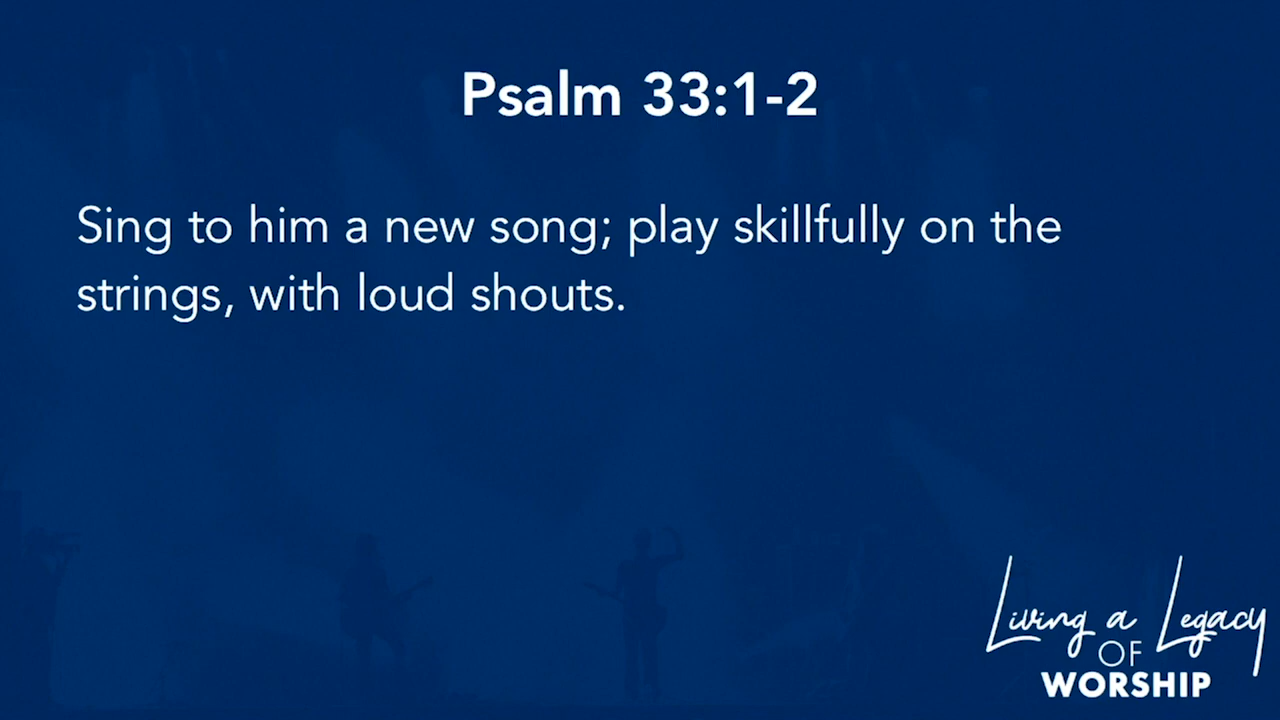 Psalm 33:1-2
Sing to him a new song; play skillfully on the
strings, with loud shouts.
Living a Legacy
OF
WORSHIP